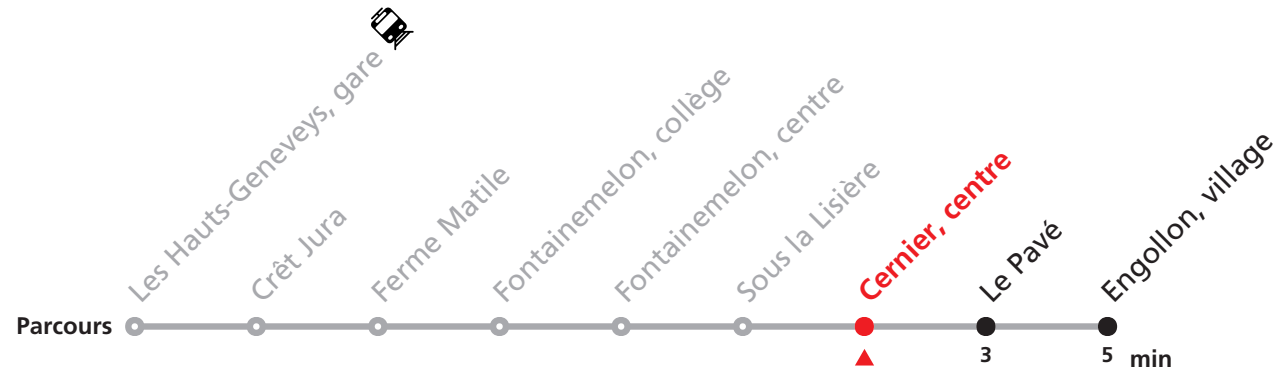 Les Hauts-Geneveys, gare
Crêt Jura
Ferme Matile
Fontainemelon, collège
Fontainemelon, centre
Sous la Lisière
Cernier, centre
Le Pavé
Engollon, village
Parcours
3 5 min